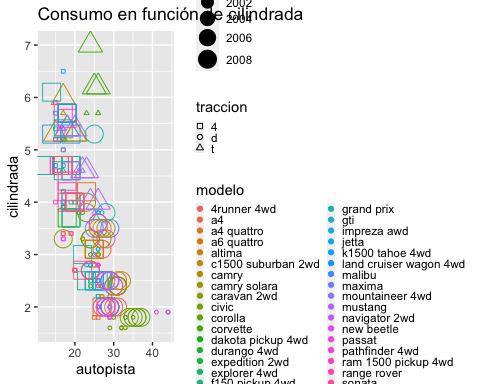 Consumo en función de cilindrada
2002
2004
2006
2008
7
6
5
4
3
2
20
30
40
autopista
cilindrada
traccion
4
d
t
modelo
4runner 4wd
a4
a4 quattro
a6 quattro
altima
c1500 suburban 2wd
camry
camry solara
caravan 2wd
civic
corolla
corvette
dakota pickup 4wd
durango 4wd
expedition 2wd
explorer 4wd
f150 pickup 4wd
grand prix
gti
impreza awd
jetta
k1500 tahoe 4wd
land cruiser wagon 4wd
malibu
maxima
mountaineer 4wd
mustang
navigator 2wd
new beetle
passat
pathfinder 4wd
ram 1500 pickup 4wd
range rover
sonata